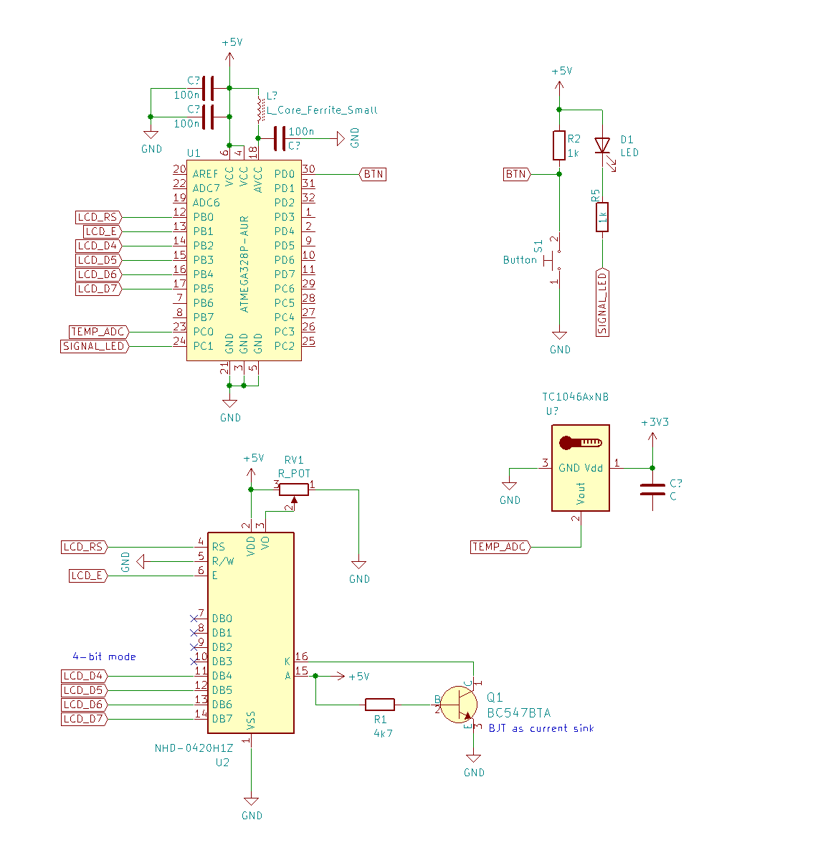 +5V
C?
100n
C?
100n
GND
L?
L_Core_Ferrite_Small
100n
C?
GND
U1
6 4 18
VCC VCC AVCC
20 AREF PD0 30 BTN
22 ADC7 PD1 31
19 ADC6 PD2 32
LCD_RS 12 PB0 PD3 1
LCD_E 13 PB1 PD4 2
LCD_D4 14 PB2 PD5 9
LCD_D5 15 PB3 PD6 10
LCD_D6 16 PB4 PD7 11
LCD_D7 17 PB5 PC6 29
7 PB6 PC5 28
8 PB7 PC4 27
TEMP_ADC 23 PC0 PC3 26
SIGNAL_LED 24 PC1 PC2 25
ATMEGA328P-AUR
GND GND GND
21 3 5
GND
+5V
R2
1k
D1
LED
BTN
R5
1k
S1
2
Button
1
SIGNAL_LED
GND
TC1046AxNB
U?
+3V3
3 GND Vdd 1
Vout
2
GND
C?
C
TEMP_ADC
+5V
RV1
R_POT
3 1
2
GND
2 3
VDD VO
LCD_RS 4 RS
GND 5 R/W
LCD_E 6 E
7 DB0
8 DB1
9 DB2
10 DB3
4-bit mode
LCD_D4 11 DB4
LCD_D5 12 DB5
LCD_D6 13 DB6
LCD_D7 14 DB7
K 16
A 15
+5V
VSS
1
NHD-0420H1Z
U2
GND
R1
4k7
B
2
C
1
E
3
Q1
BC547BTA
BJT as current sink
GND